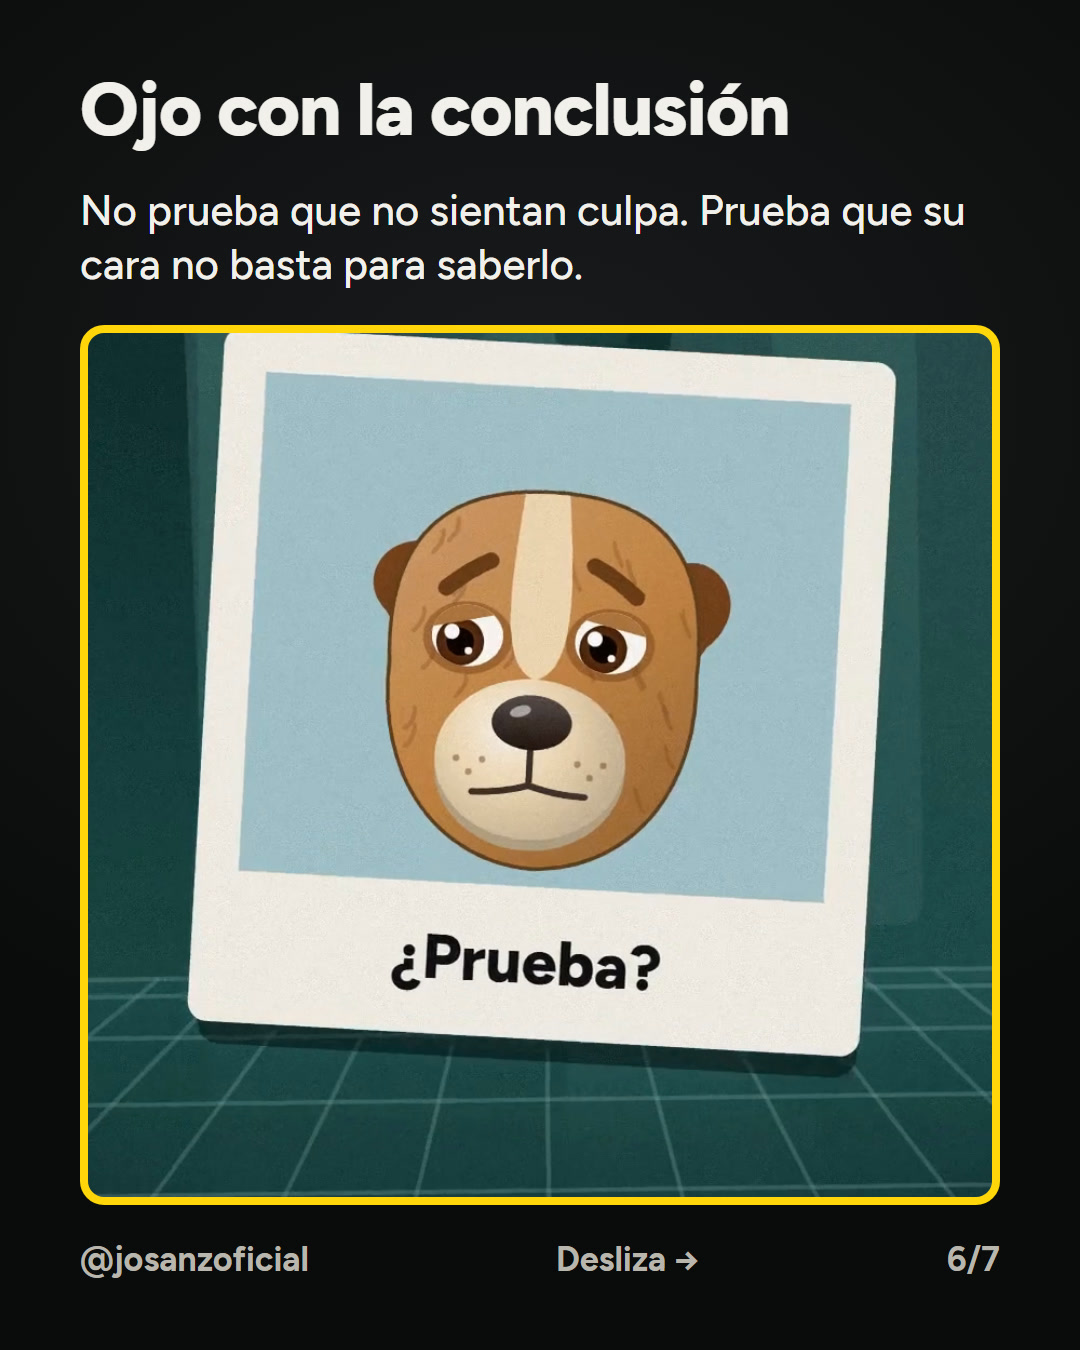 Ojo con la conclusión
No prueba que no sientan culpa. Prueba que su
cara no basta para saberlo.
¿Prueba?
@josanzoficial
Desliza →
6/7